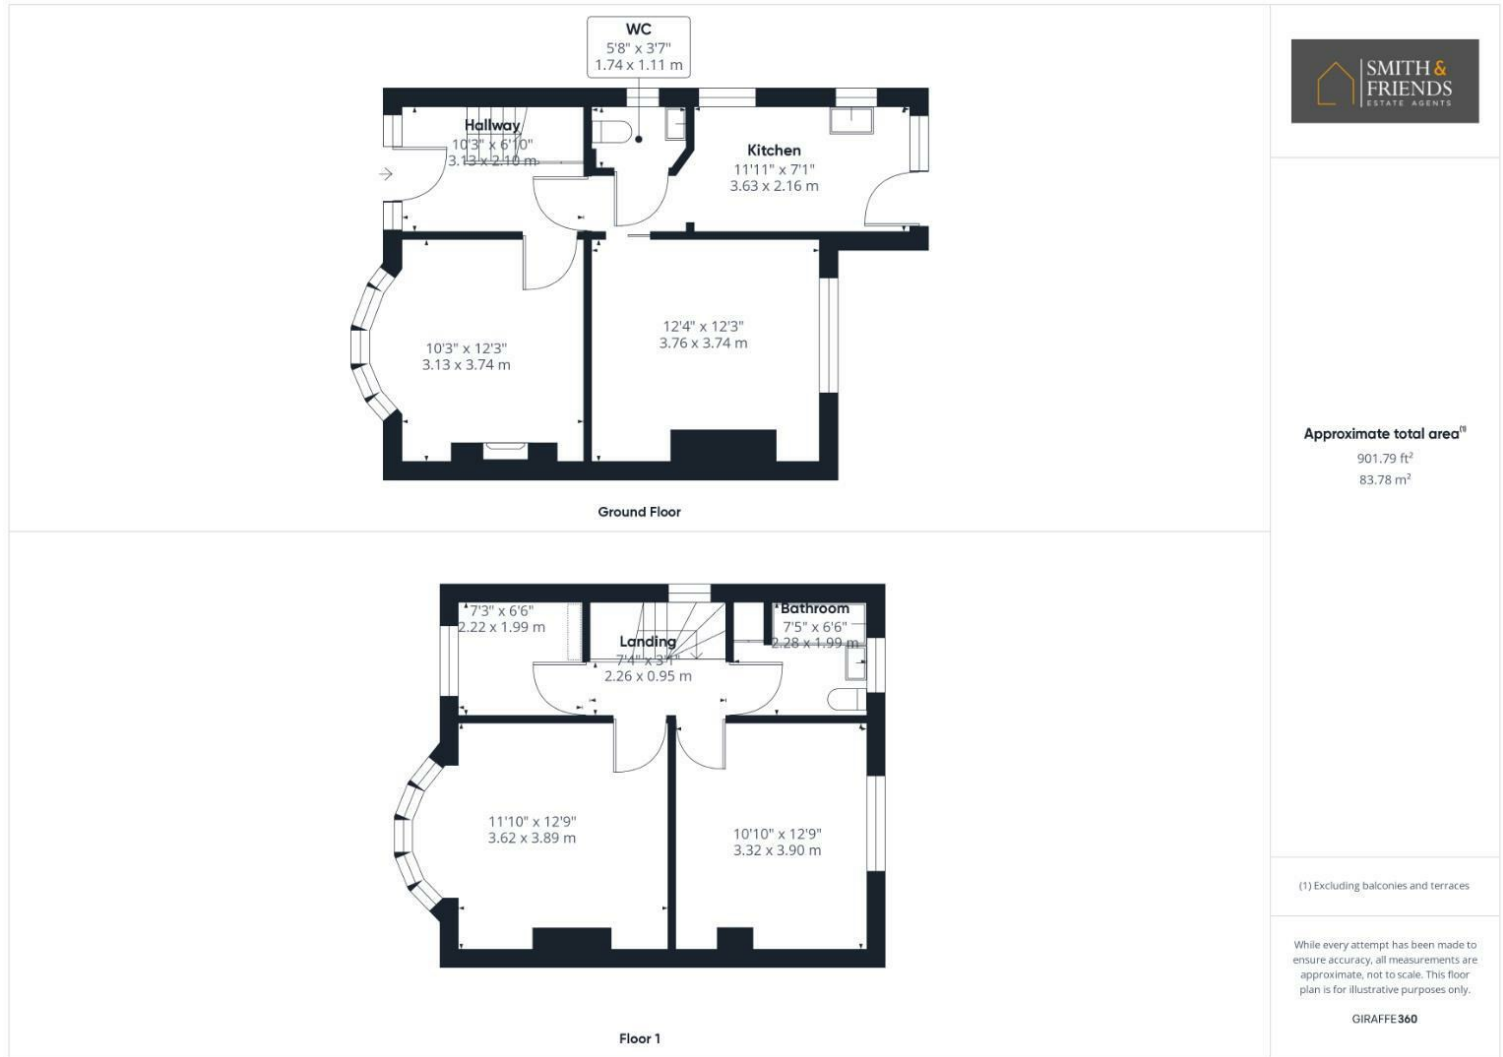 WC
5'8" x 3'7"
1.74 x 1.11 m
Hallway
10'3" x 6'10"
3.13 x 2.10 m
Kitchen
11'11" x 7'1"
3.63 x 2.16 m
10'3" x 12'3"
3.13 x 3.74 m
12'4" x 12'3"
3.76 x 3.74 m
Ground Floor
7'3" x 6'6"
2.22 x 1.99 m
Landing
7'4" x 3'1"
2.26 x 0.95 m
Bathroom
7'5" x 6'6"
2.28 x 1.99 m
11'10" x 12'9"
3.62 x 3.89 m
10'10" x 12'9"
3.32 x 3.90 m
Floor 1
SMITH &
FRIENDS
ESTATE AGENTS
Approximate total area⁽¹⁾
901.79 ft²
83.78 m²
(1) Excluding balconies and terraces
While every attempt has been made to
ensure accuracy, all measurements are
approximate, not to scale. This floor
plan is for illustrative purposes only.
GIRAFFE360